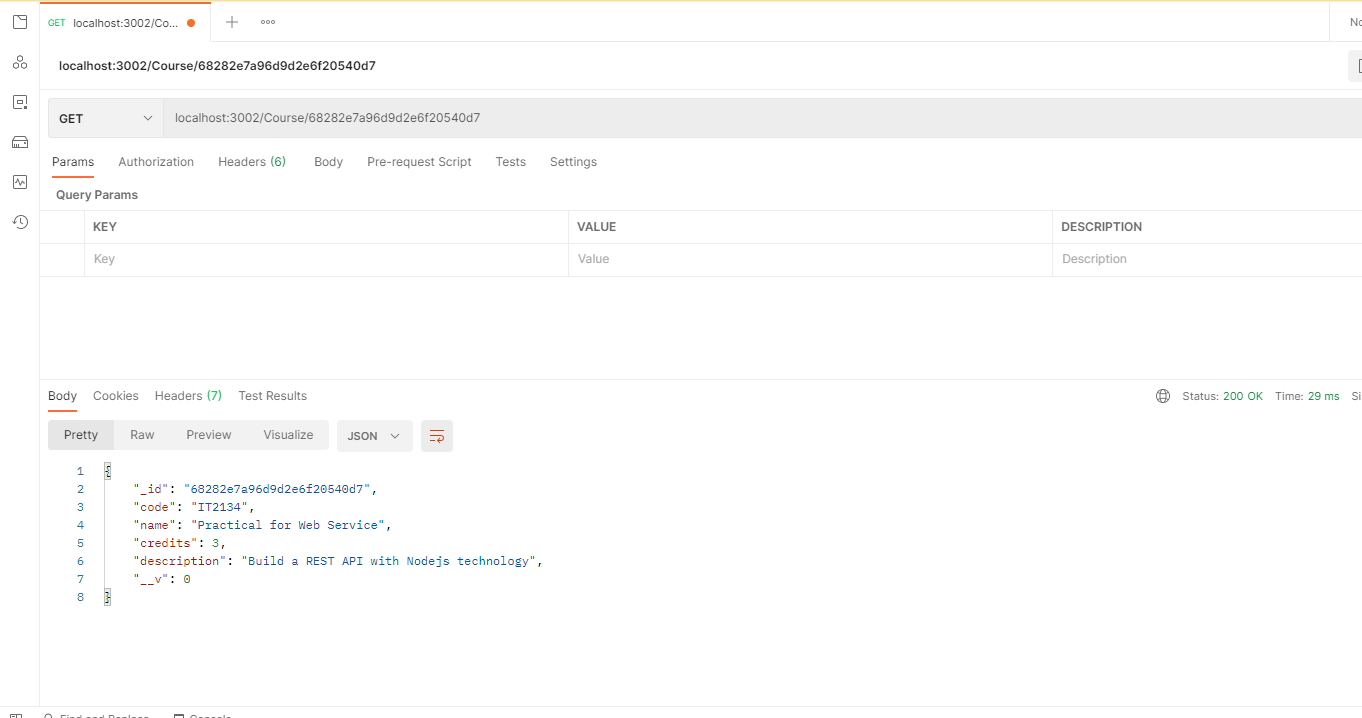 GET localhost:3002/Co...
No
localhost:3002/Course/68282e7a96d9d2e6f20540d7
GET localhost:3002/Course/68282e7a96d9d2e6f20540d7
Params Authorization Headers (6) Body Pre-request Script Tests Settings
Query Params
KEY VALUE DESCRIPTION
Key Value Description
Body Cookies Headers (7) Test Results Status: 200 OK Time: 29 ms Si
Pretty Raw Preview Visualize JSON
1 {
2 "_id": "68282e7a96d9d2e6f20540d7",
3 "code": "IT2134",
4 "name": "Practical for Web Service",
5 "credits": 3,
6 "description": "Build a REST API with Nodejs technology",
7 "__v": 0
8 }
Find and Replace Console